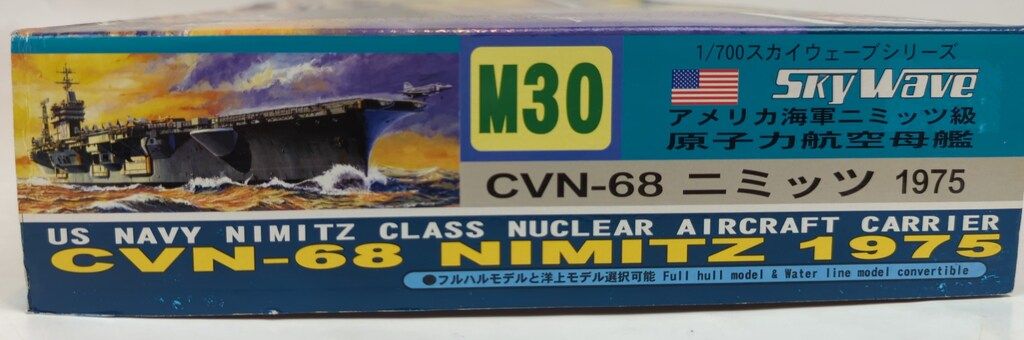 M30
1/700スカイウェーブシリーズ
SkyWave
アメリカ海軍ニミッツ級
原子力航空母艦
CVN-68 ニミッツ 1975
US NAVY NIMITZ CLASS NUCLEAR AIRCRAFT CARRIER
CVN-68 NIMITZ 1975
●フルハルモデルと洋上モデル選択可能 Full hull model & Water line model convertible